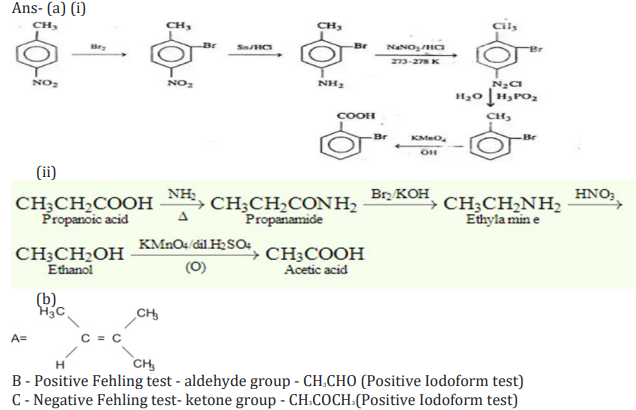 Ans- (a) (i)
CH₃ CH₃ CH₃ CH₃
Br₂ Br Sn/HCl Br NaNO₂/HCl Br
273-278 K
NO₂ NO₂ NH₂ N₂Cl
H₂O H₃PO₂
COOH CH₃
Br KMnO₄ Br
OH
(ii)
CH₃CH₂COOH NH₃ CH₃CH₂CONH₂ Br₂/KOH CH₃CH₂NH₂ HNO₃
Δ
Propanoic acid Propanamide Ethylamin e
CH₃CH₂OH KMnO₄/dil.H₂SO₄ CH₃COOH
Ethanol (O) Acetic acid
(b)
H₃C CH₃
A= C = C
H CH₃
B - Positive Fehling test - aldehyde group - CH₃CHO (Positive Iodoform test)
C - Negative Fehling test- ketone group - CH₃COCH₃(Positive Iodoform test)